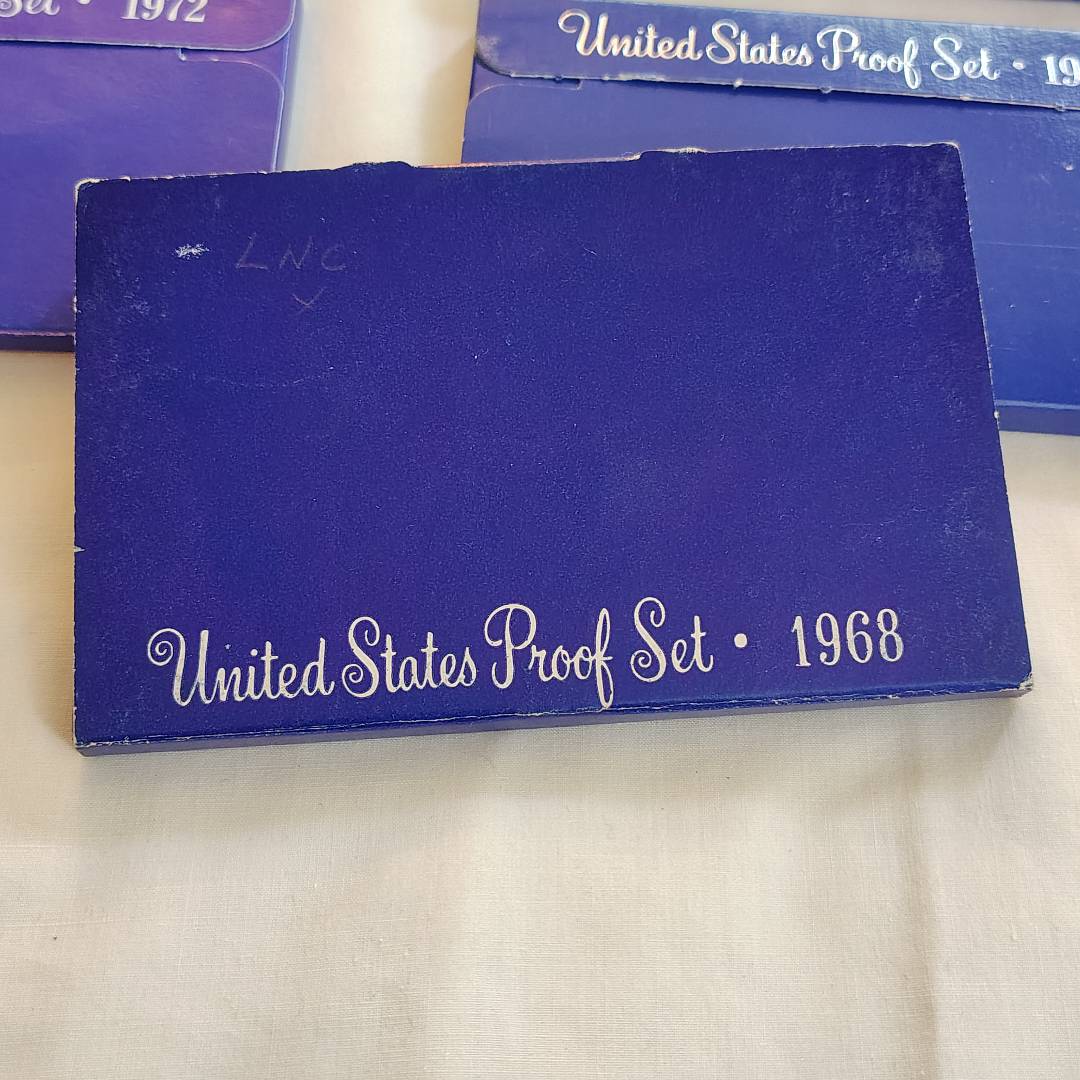 Set • 1972
United States Proof Set • 19
LNC
United States Proof Set • 1968